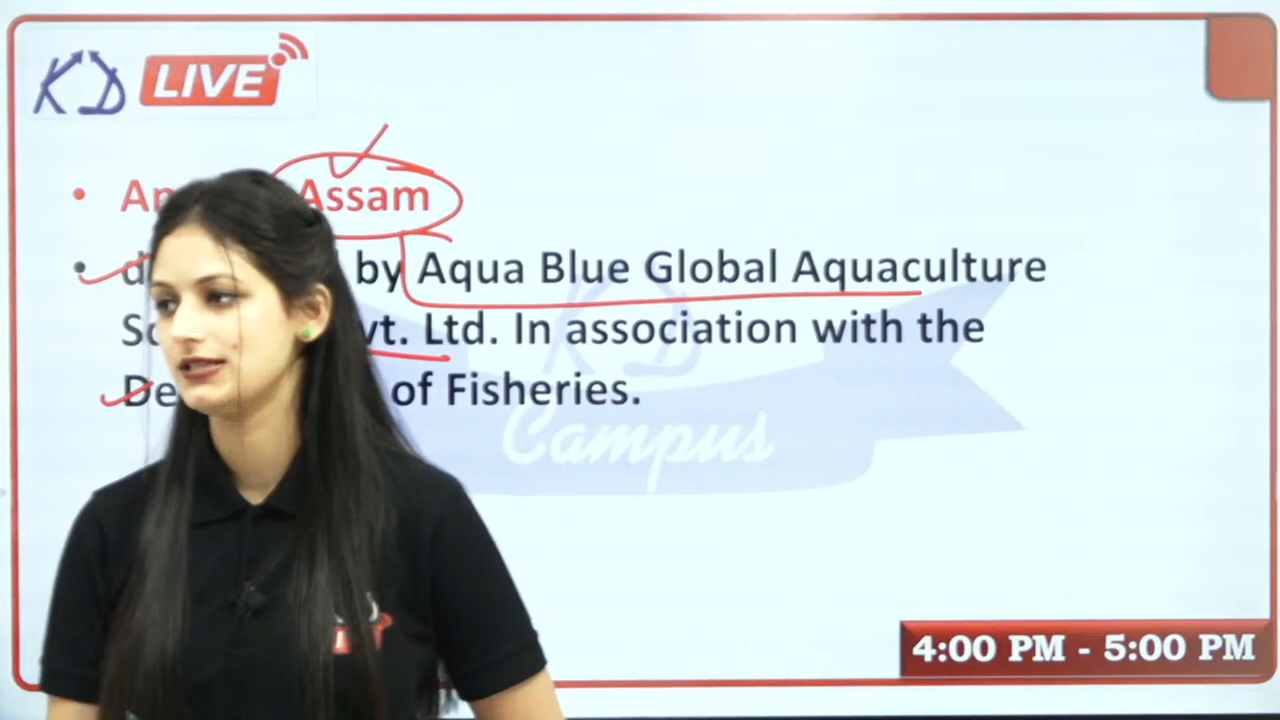 KD LIVE
Assam
by Aqua Blue Global Aquaculture
Ltd. In association with the
of Fisheries.
KD
Campus
4:00 PM - 5:00 PM